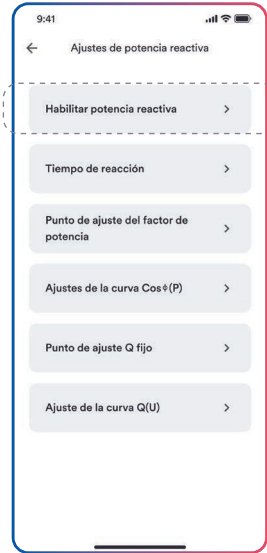 9:41
Ajustes de potencia reactiva
Habilitar potencia reactiva
Tiempo de reacción
Punto de ajuste del factor de
potencia
Ajustes de la curva Cosϕ(P)
Punto de ajuste Q fijo
Ajuste de la curva Q(U)